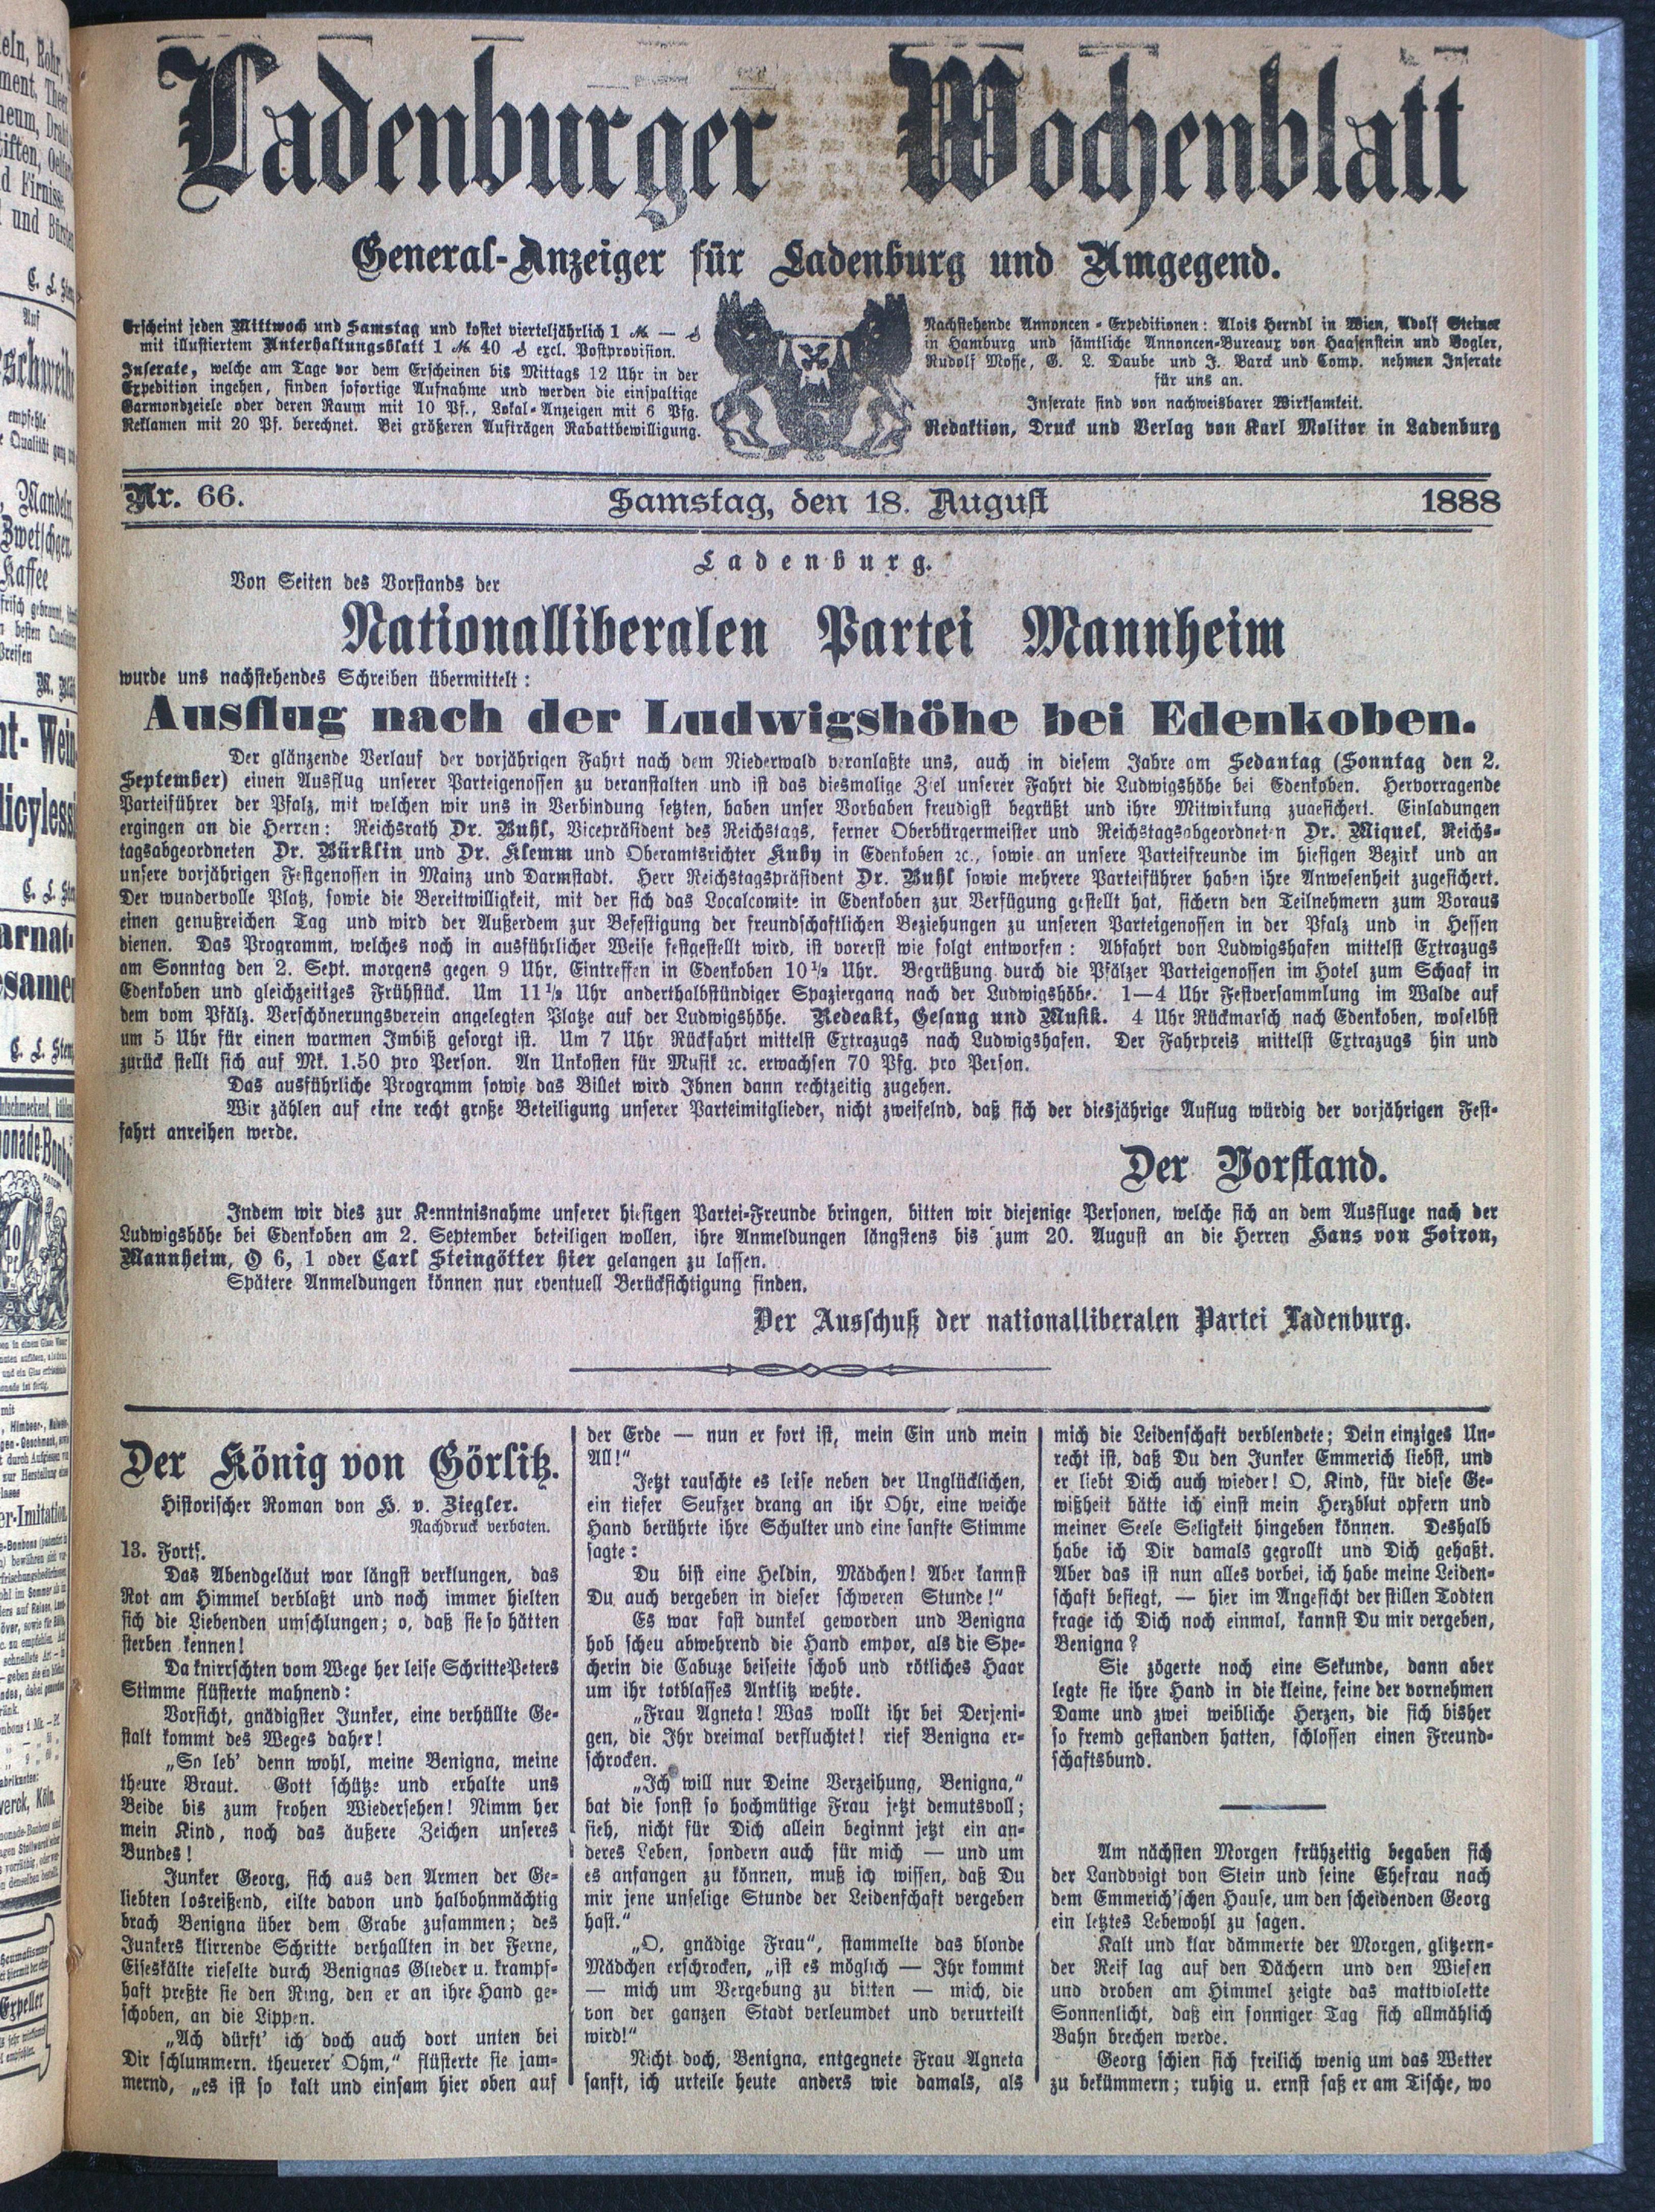 Ladenburger Wochenblatt
General-Anzeiger für Ladenburg und Umgegend.
Erscheint jeden Mittwoch und Samstag und kostet vierteljährlich 1 ℳ — ₰
mit illustiertem Unterhaltungsblatt 1 ℳ 40 ₰ excl. Postprovision.
Inserate, welche am Tage vor dem Erscheinen bis Mittags 12 Uhr in der
Expedition ingehen, finden sofortige Aufnahme und werden die einspaltige
Garmondzeiele oder deren Raum mit 10 Pf., Lokal-Anzeigen mit 6 Pfg.
Reklamen mit 20 Pf. berechnet. Bei größeren Aufträgen Rabattbewilligung.
Nachstehende Annoncen-Expeditionen: Alois Herndl in Wien, Adolf Steiner
in Hamburg und sämtliche Annoncen-Bureaux von Haasenstein und Vogler,
Rudolf Mosse, G. L. Daube und J. Barck und Comp. nehmen Inserate
für uns an.
Inserate sind von nachweisbarer Wirksamkeit.
Redaktion, Druck und Verlag von Karl Molitor in Ladenburg
Nr. 66. Samstag, den 18. August 1888
Ladenburg.
Von Seiten des Vorstands der
Nationalliberalen Partei Mannheim
wurde uns nachstehendes Schreiben übermittelt:
Ausflug nach der Ludwigshöhe bei Edenkoben.
Der glänzende Verlauf der vorjährigen Fahrt nach dem Niederwald veranlaßte uns, auch in diesem Jahre am Sedantag (Sonntag den 2.
September) einen Ausflug unserer Parteigenossen zu veranstalten und ist das diesmalige Ziel unserer Fahrt die Ludwigshöhe bei Edenkoben. Hervorragende
Parteiführer der Pfalz, mit welchen wir uns in Verbindung setzten, haben unser Vorhaben freudigst begrüßt und ihre Mitwirkung zugesichert. Einladungen
ergingen an die Herren: Reichsrath Dr. Buhl, Vicepräsident des Reichstags, ferner Oberbürgermeister und Reichstagsabgeordneten Dr. Miquel, Reichs-
tagsabgeordneten Dr. Bürklin und Dr. Klemm und Oberamtsrichter Kuby in Edenkoben ꝛc., sowie an unsere Parteifreunde im hiesigen Bezirk und an
unsere vorjährigen Festgenossen in Mainz und Darmstadt. Herr Reichstagspräsident Dr. Buhl sowie mehrere Parteiführer haben ihre Anwesenheit zugesichert.
Der wundervolle Platz, sowie die Bereitwilligkeit, mit der sich das Localcomite in Edenkoben zur Verfügung gestellt hat, sichern den Teilnehmern zum Voraus
einen genußreichen Tag und wird der Außerdem zur Befestigung der freundschaftlichen Beziehungen zu unseren Parteigenossen in der Pfalz und in Hessen
dienen. Das Programm, welches noch in ausführlicher Weise festgestellt wird, ist vorerst wie folgt entworfen: Abfahrt von Ludwigshafen mittelst Extrazugs
am Sonntag den 2. Sept. morgens gegen 9 Uhr, Eintreffen in Edenkoben 10½ Uhr. Begrüßung durch die Pfälzer Parteigenossen im Hotel zum Schaaf in
Edenkoben und gleichzeitiges Frühstück. Um 11½ Uhr anderthalbstündiger Spaziergang nach der Ludwigshöhe. 1—4 Uhr Festversammlung im Walde auf
dem vom Pfälz. Verschönerungsverein angelegten Platze auf der Ludwigshöhe. Redeakt, Gesang und Musik. 4 Uhr Rückmarsch nach Edenkoben, woselbst
um 5 Uhr für einen warmen Imbiß gesorgt ist. Um 7 Uhr Rückfahrt mittelst Extrazugs nach Ludwigshafen. Der Fahrpreis mittelst Extrazugs hin und
zurück stellt sich auf Mk. 1.50 pro Person. An Unkosten für Musik ꝛc. erwachsen 70 Pfg. pro Person.
Das ausführliche Programm sowie das Billet wird Ihnen dann rechtzeitig zugehen.
Wir zählen auf eine recht große Beteiligung unserer Parteimitglieder, nicht zweifelnd, daß sich der diesjährige Auflug würdig der vorjährigen Fest-
fahrt anreihen werde.
Der Vorstand.
Indem wir dies zur Kenntnisnahme unserer hiesigen Partei-Freunde bringen, bitten wir diejenige Personen, welche sich an dem Ausfluge nach der
Ludwigshöhe bei Edenkoben am 2. September beteiligen wollen, ihre Anmeldungen längstens bis zum 20. August an die Herren Hans von Soiron,
Mannheim, O 6, 1 oder Carl Steingötter hier gelangen zu lassen.
Spätere Anmeldungen können nur eventuell Berücksichtigung finden.
Der Ausschuß der nationalliberalen Partei Ladenburg.
Der König von Görlitz.
Historischer Roman von H. v. Ziegler.
Nachdruck verboten.
13. Forts.
Das Abendgeläut war längst verklungen, das
Rot am Himmel verblaßt und noch immer hielten
sich die Liebenden umschlungen; o, daß sie so hätten
sterben kennen!
Da knirrschten vom Wege her leise Schritte Peters
Stimme flüsterte mahnend:
Vorsicht, gnädigster Junker, eine verhüllte Ge-
stalt kommt des Weges daher!
„So leb' denn wohl, meine Benigna, meine
theure Braut. Gott schütze und erhalte uns
Beide bis zum frohen Wiedersehen! Nimm her
mein Kind, noch das äußere Zeichen unseres
Bundes!
Junker Georg, sich aus den Armen der Ge-
liebten losreißend, eilte davon und halbohnmächtig
brach Benigna über dem Grabe zusammen; des
Junkers klirrende Schritte verhallten in der Ferne,
Eiseskälte rieselte durch Benignas Glieder u. krampf-
haft preßte sie den Ring, den er an ihre Hand ge-
schoben, an die Lippen.
„Ach dürft' ich doch auch dort unten bei
Dir schlummern. theuerer Ohm,“ flüsterte sie jam-
mernd, „es ist so kalt und einsam hier oben auf
der Erde — nun er fort ist, mein Ein und mein
All!“
Jetzt rauschte es leise neben der Unglücklichen,
ein tiefer Seufzer drang an ihr Ohr, eine weiche
Hand berührte ihre Schulter und eine sanfte Stimme
sagte:
Du bist eine Heldin, Mädchen! Aber kannst
Du auch vergeben in dieser schweren Stunde!“
Es war fast dunkel geworden und Benigna
hob scheu abwehrend die Hand empor, als die Spe-
cherin die Cabuze beiseite schob und rötliches Haar
um ihr totblasses Antlitz wehte.
„Frau Agneta! Was wollt ihr bei Derjeni-
gen, die Ihr dreimal verfluchtet! rief Benigna er-
schrocken.
„Ich will nur Deine Verzeihung, Benigna,“
bat die sonst so hochmütige Frau jetzt demutsvoll;
sieh, nicht für Dich allein beginnt jetzt ein an-
deres Leben, sondern auch für mich — und um
es anfangen zu können, muß ich wissen, daß Du
mir jene unselige Stunde der Leidenschaft vergeben
hast.“
„O, gnädige Frau“, stammelte das blonde
Mädchen erschrocken, „ist es möglich — Ihr kommt
— mich um Vergebung zu bitten — mich, die
von der ganzen Stadt verleumdet und verurteilt
wird!“
Nicht doch, Benigna, entgegnete Frau Agneta
sanft, ich urteile heute anders wie damals, als
mich die Leidenschaft verblendete; Dein einziges Un-
recht ist, daß Du den Junker Emmerich liebst, und
er liebt Dich auch wieder! O, Kind, für diese Ge-
wißheit hätte ich einst mein Herzblut opfern und
meiner Seele Seligkeit hingeben können. Deshalb
habe ich Dir damals gegrollt und Dich gehaßt.
Aber das ist nun alles vorbei, ich habe meine Leiden-
schaft besiegt, — hier im Angesicht der stillen Todten
frage ich Dich noch einmal, kannst Du mir vergeben,
Benigna?
Sie zögerte noch eine Sekunde, dann aber
legte sie ihre Hand in die kleine, feine der vornehmen
Dame und zwei weibliche Herzen, die sich bisher
so fremd gestanden hatten, schlossen einen Freund-
schaftsbund.
Am nächsten Morgen frühzeitig begaben sich
der Landvoigt von Stein und seine Ehefrau nach
dem Emmerich'schen Hause, um den scheidenden Georg
ein letztes Lebewohl zu sagen.
Kalt und klar dämmerte der Morgen, glitzern-
der Reif lag auf den Dächern und den Wiesen
und droben am Himmel zeigte das mattviolette
Sonnenlicht, daß ein sonniger Tag sich allmählich
Bahn brechen werde.
Georg schien sich freilich wenig um das Wetter
zu bekümmern; ruhig u. ernst saß er am Tische, wo